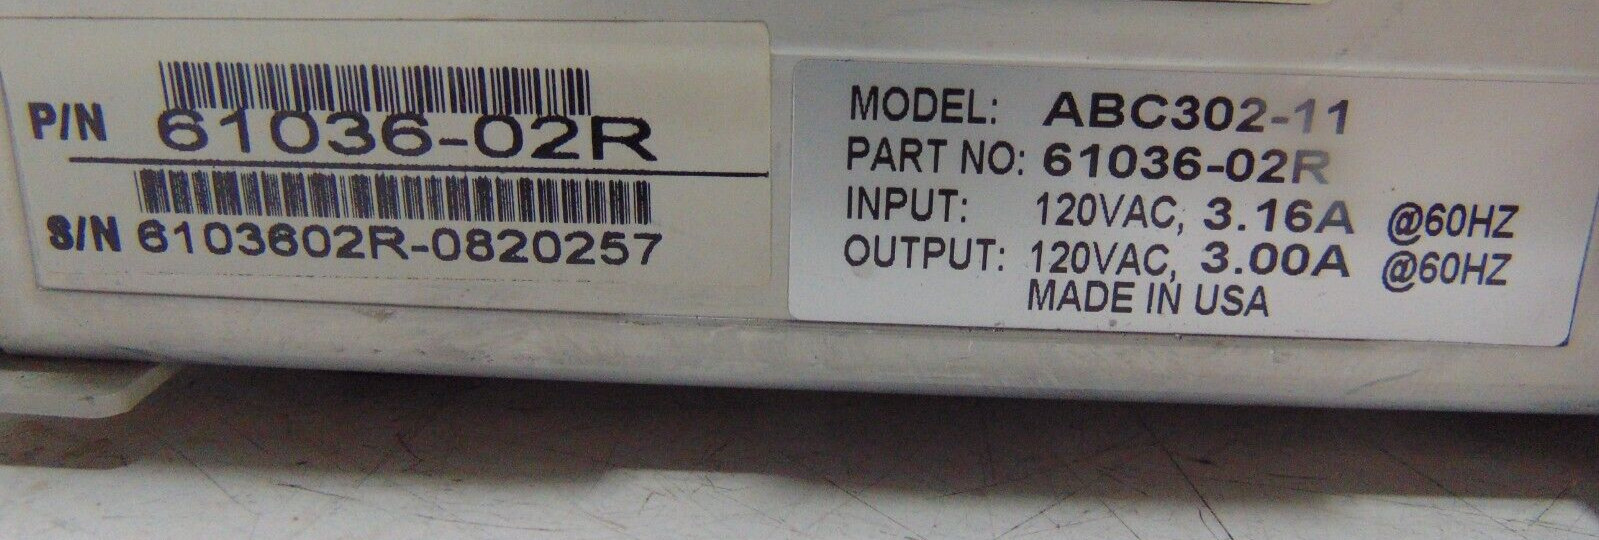 P/N 61036-02R
S/N 6103602R-0820257
MODEL: ABC302-11
PART NO: 61036-02R
INPUT: 120VAC, 3.16A @60HZ
OUTPUT: 120VAC, 3.00A @60HZ
MADE IN USA